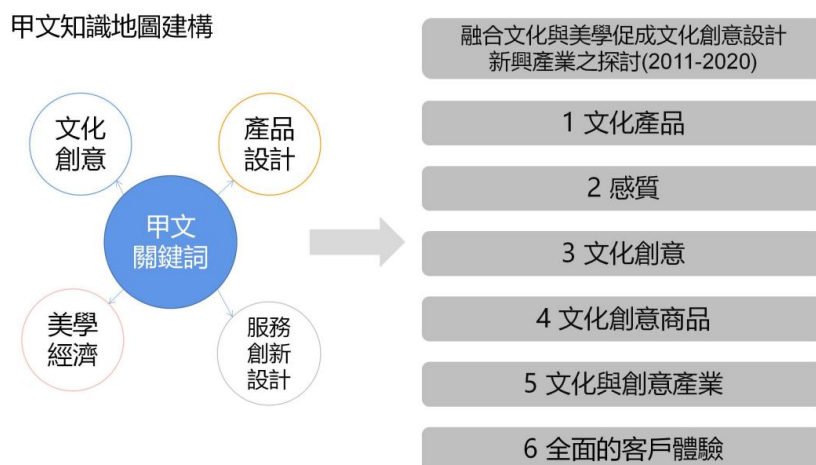 甲文知識地圖建構
文化
創意
產品
設計
甲文
關鍵詞
美學
經濟
服務
創新
設計
融合文化與美學促成文化創意設計
新興產業之探討(2011-2020)
1 文化產品
2 感質
3 文化創意
4 文化創意商品
5 文化與創意產業
6 全面的客戶體驗